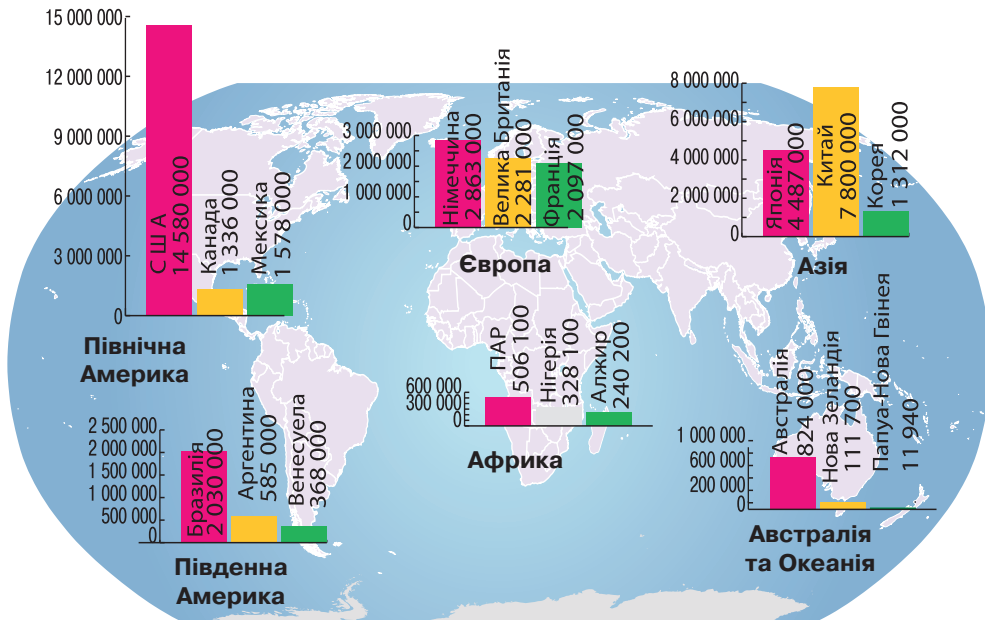 15 000 000
12 000 000
9 000 000
6 000 000
3 000 000
0
США
14 580 000
Канада
1 336 000
Мексика
1 578 000
Північна
Америка
3 000 000
2 000 000
1 000 000
0
Німеччина
2 863 000
Велика Британія
2 281 000
Франція
2 097 000
Європа
8 000 000
6 000 000
4 000 000
2 000 000
0
Японія
4 487 000
Китай
7 800 000
Корея
1 312 000
Азія
2 500 000
2 000 000
1 000 000
500 000
0
Бразилія
2 030 000
Аргентина
585 000
Венесуела
368 000
Південна
Америка
600 000
300 000
0
ПАР
506 100
Нігерія
328 100
Алжир
240 200
Африка
1 000 000
600 000
200 000
0
Австралія
824 000
Нова Зеландія
111 700
Папуа-Нова Гвінея
11 940
Австралія
та Океанія